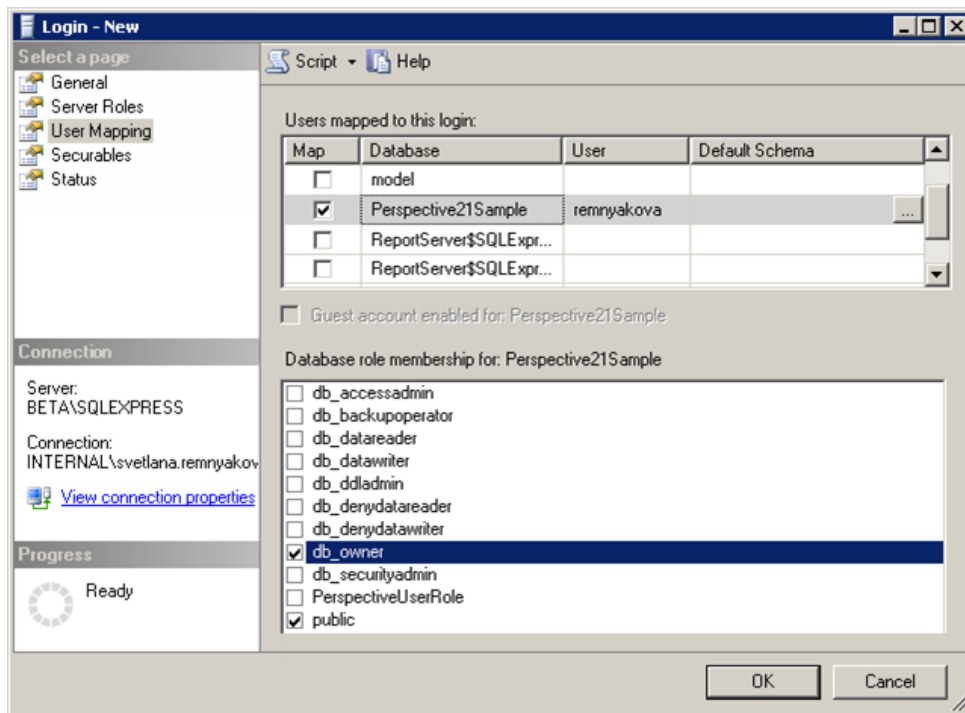 Login - New
Select a page
General
Server Roles
User Mapping
Securables
Status
Script Help
Users mapped to this login:
Map Database User Default Schema
model
Perspective21Sample remnyakova ...
ReportServer$SQLExpr...
ReportServer$SQLExpr...
Guest account enabled for: Perspective21Sample
Database role membership for: Perspective21Sample
db_accessadmin
db_backupoperator
db_datareader
db_datawriter
db_ddladmin
db_denydatareader
db_denydatawriter
db_owner
db_securityadmin
PerspectiveUserRole
public
Connection
Server:
BETA\SQLEXPRESS
Connection:
INTERNAL\svetlana.remnyakov
View connection properties
Progress
Ready
OK Cancel